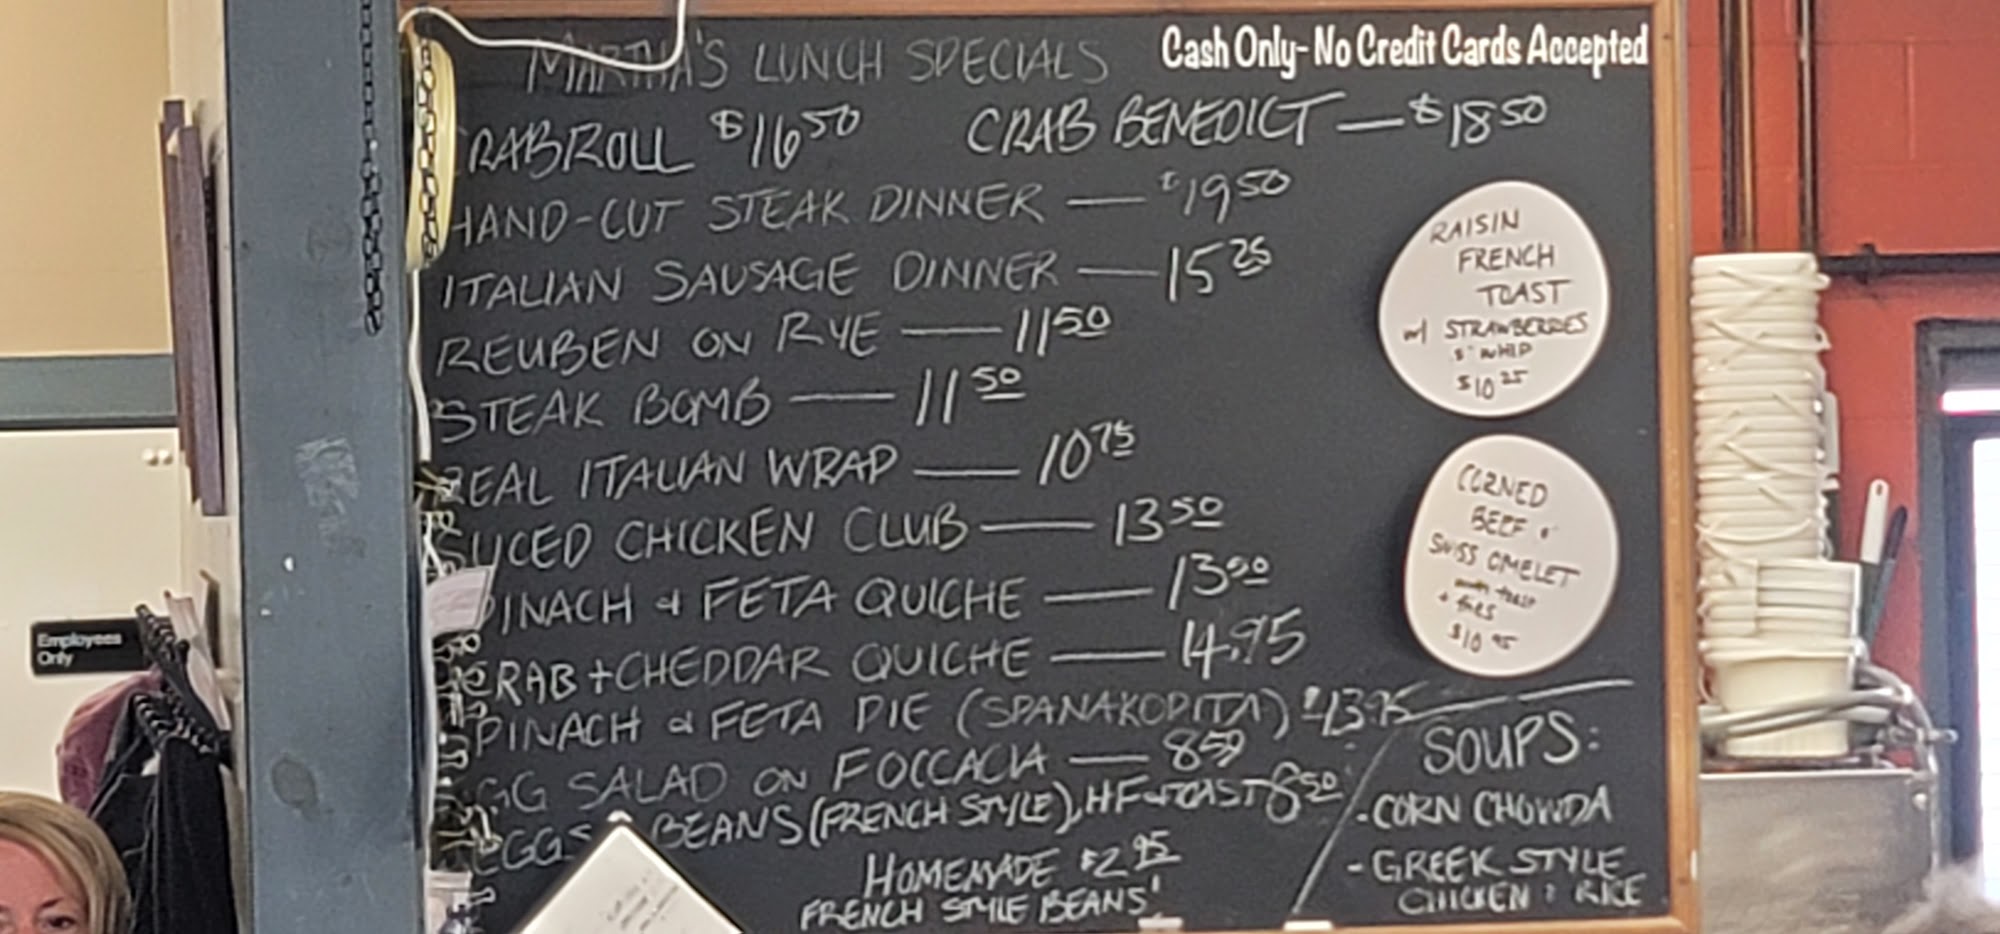 MARTHA'S LUNCH SPECIALS
Cash Only- No Credit Cards Accepted
RABROLL $16 50 CRAB BENEDICT — $18 50
HAND-CUT STEAK DINNER — $19 50
ITALIAN SAUSAGE DINNER — 15 25
REUBEN ON RYE — 11 50
STEAK BOMB — 11 50
REAL ITALIAN WRAP — 10 75
SLICED CHICKEN CLUB — 13 50
PINACH & FETA QUICHE — 13 50
CRAB + CHEDDAR QUICHE — 14.95
PINACH & FETA PIE (SPANAKOPITA) $13 95
GG SALAD ON FOCCACIA — 8 50
EGGS BEANS (FRENCH STYLE), HF & TOAST 8 50
HOMEMADE $2 95
FRENCH STYLE BEANS
RAISIN
FRENCH
TOAST
w/ STRAWBERRIES
& WHIP
$10 25
CORNED
BEEF &
SWISS OMELET
toast
+ fries
$10 95
SOUPS:
- CORN CHOWDA
- GREEK STYLE
CHICKEN & RICE
Employees
Only